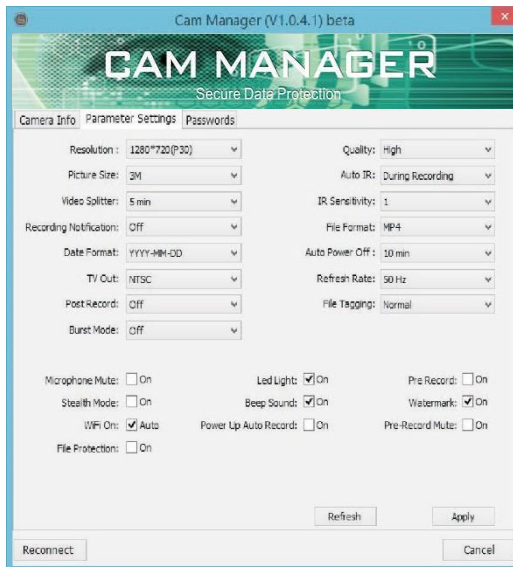 Cam Manager (V1.0.4.1) beta
CAM MANAGER
Secure Data Protection
Camera Info Parameter Settings Passwords
Resolution : 1280*720(P30) Quality: High
Picture Size: 3M Auto IR: During Recording
Video Splitter: 5 min IR Sensitivity: 1
Recording Notification: Off File Format: MP4
Date Format: YYYY-MM-DD Auto Power Off : 10 min
TV Out: NTSC Refresh Rate: 50 Hz
Post Record: Off File Tagging: Normal
Burst Mode: Off
Microphone Mute: On Led Light: On Pre Record: On
Stealth Mode: On Beep Sound: On Watermark: On
WiFi On: Auto Power Up Auto Record: On Pre-Record Mute: On
File Protection: On
Refresh Apply
Reconnect Cancel